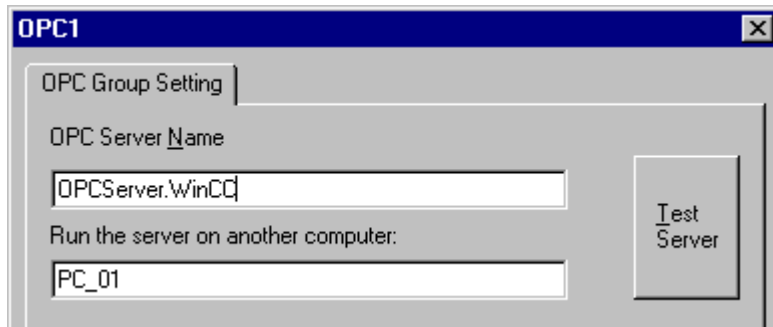 OPC1
OPC Group Setting
OPC Server Name
OPCServer.WinCC
Run the server on another computer:
PC_01
Test
Server